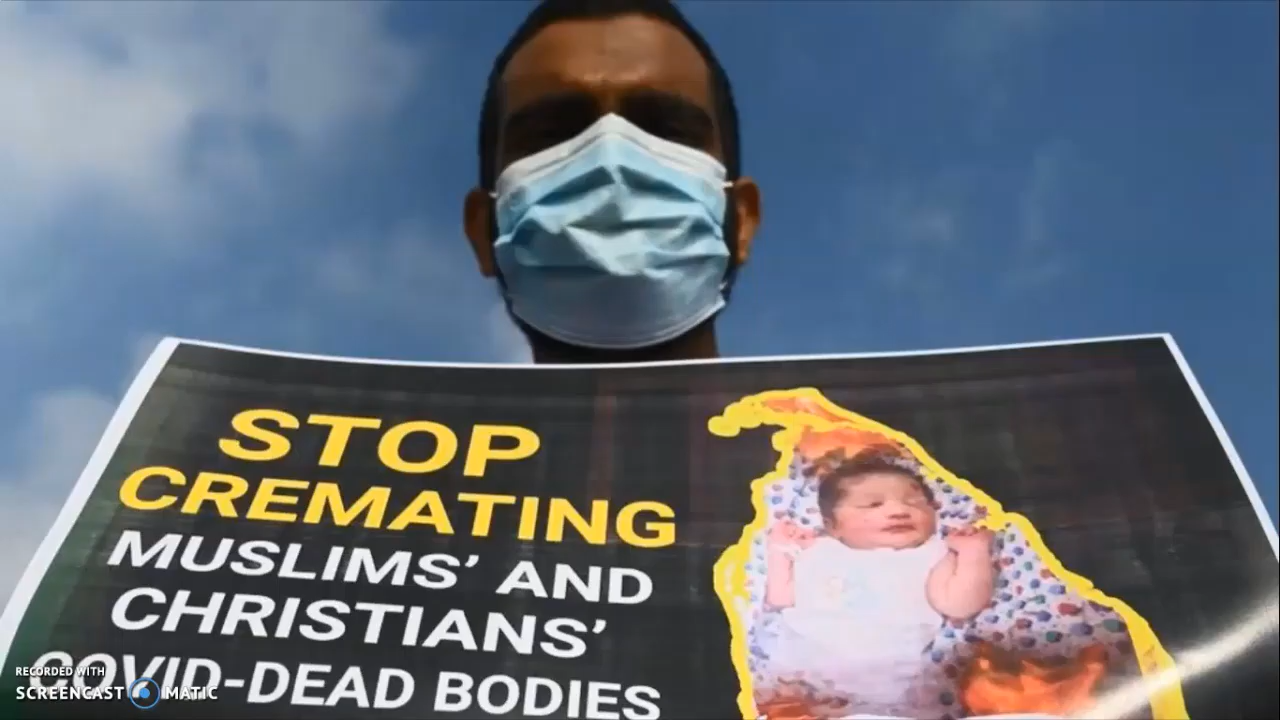 STOP
CREMATING
MUSLIMS' AND
CHRISTIANS'
COVID-DEAD BODIES
RECORDED WITH
SCREENCAST MATIC